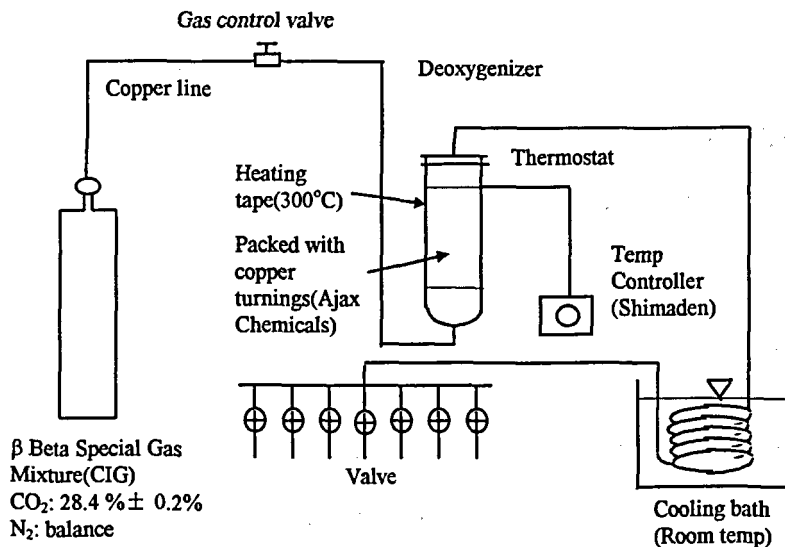 Gas control valve
Copper line
Deoxygenizer
Heating
tape(300°C)
Thermostat
Packed with
copper
turnings(Ajax
Chemicals)
Temp
Controller
(Shimaden)
Valve
β Beta Special Gas
Mixture(CIG)
CO₂: 28.4 %± 0.2%
N₂: balance
Cooling bath
(Room temp)